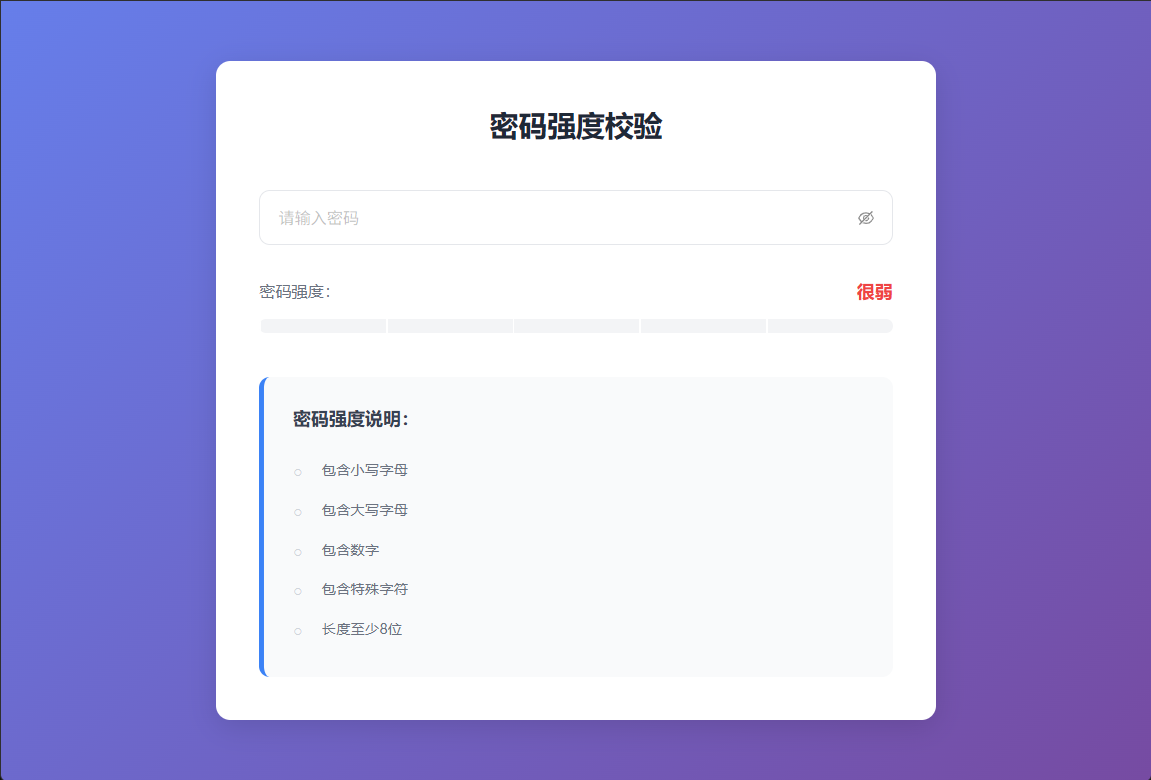 密码强度校验
请输入密码
密码强度：
很弱
密码强度说明：
包含小写字母
包含大写字母
包含数字
包含特殊字符
长度至少8位